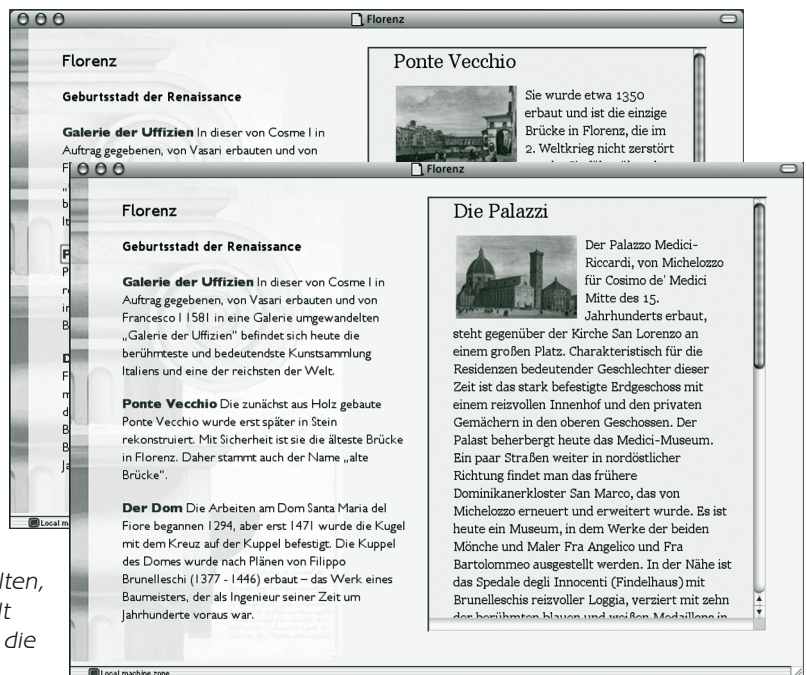 Florenz
Florenz
Geburtsstadt der Renaissance
Galerie der Uffizien In dieser von Cosme I in
Auftrag gegebenen, von Vasari erbauten und von
Ponte Vecchio
Sie wurde etwa 1350
erbaut und ist die einzige
Brücke in Florenz, die im
2. Weltkrieg nicht zerstört
Local m
Florenz
Florenz
Geburtsstadt der Renaissance
Galerie der Uffizien In dieser von Cosme I in
Auftrag gegebenen, von Vasari erbauten und von
Francesco I 1581 in eine Galerie umgewandelten
„Galerie der Uffizien" befindet sich heute die
berühmteste und bedeutendste Kunstsammlung
Italiens und eine der reichsten der Welt.
Ponte Vecchio Die zunächst aus Holz gebaute
Ponte Vecchio wurde erst später in Stein
rekonstruiert. Mit Sicherheit ist sie die älteste Brücke
in Florenz. Daher stammt auch der Name „alte
Brücke".
Der Dom Die Arbeiten am Dom Santa Maria del
Fiore begannen 1294, aber erst 1471 wurde die Kugel
mit dem Kreuz auf der Kuppel befestigt. Die Kuppel
des Domes wurde nach Plänen von Filippo
Brunelleschi (1377 - 1446) erbaut – das Werk eines
Baumeisters, der als Ingenieur seiner Zeit um
Jahrhunderte voraus war.
Die Palazzi
Der Palazzo Medici-
Riccardi, von Michelozzo
für Cosimo de' Medici
Mitte des 15.
Jahrhunderts erbaut,
steht gegenüber der Kirche San Lorenzo an
einem großen Platz. Charakteristisch für die
Residenzen bedeutender Geschlechter dieser
Zeit ist das stark befestigte Erdgeschoss mit
einem reizvollen Innenhof und den privaten
Gemächern in den oberen Geschossen. Der
Palast beherbergt heute das Medici-Museum.
Ein paar Straßen weiter in nordöstlicher
Richtung findet man das frühere
Dominikanerkloster San Marco, das von
Michelozzo erneuert und erweitert wurde. Es ist
heute ein Museum, in dem Werke der beiden
Mönche und Maler Fra Angelico und Fra
Bartolommeo ausgestellt werden. In der Nähe ist
das Spedale degli Innocenti (Findelhaus) mit
Brunelleschis reizvoller Loggia, verziert mit zehn
der berühmten blauen und weißen Medaillons in
Local machine zone
lten,
lt
die